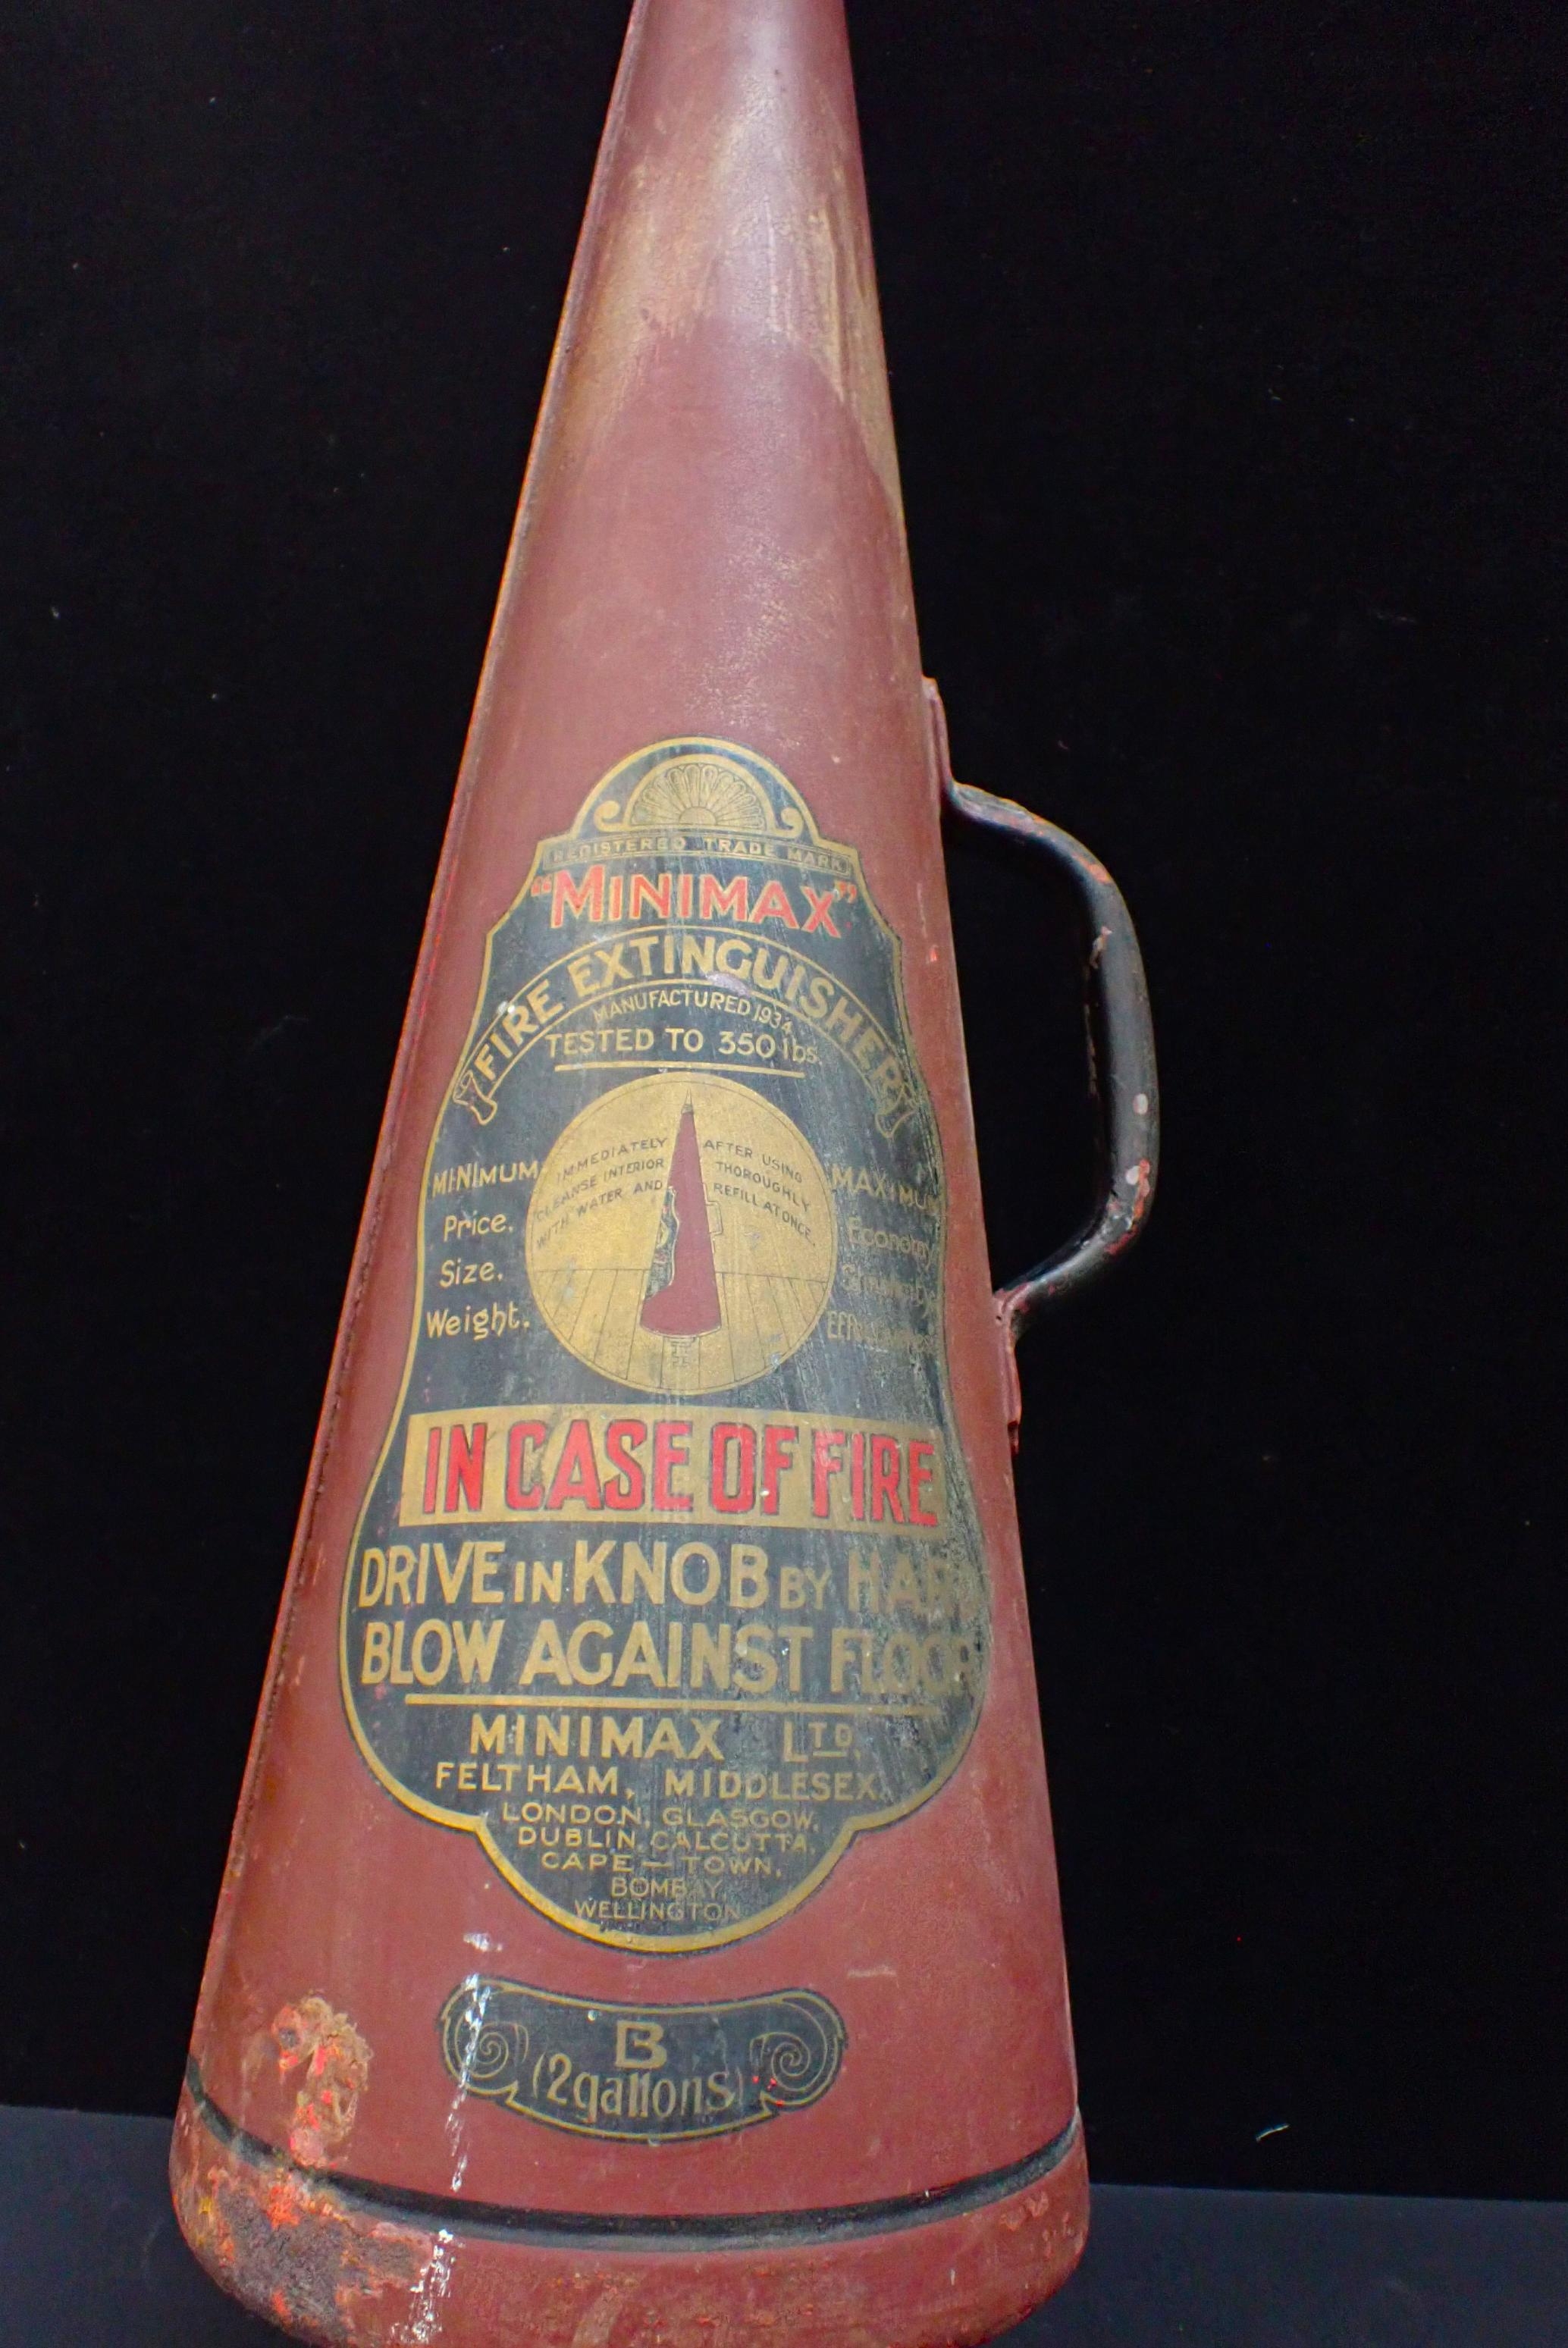 REGISTERED TRADE MARK
"MINIMAX"
FIRE EXTINGUISHER
MANUFACTURED 1934
TESTED TO 350 lbs
IMMEDIATELY AFTER USING
CLEANSE INTERIOR THOROUGHLY
WITH WATER AND REFILL AT ONCE.
MINIMUM
Price.
Size.
Weight.
MAXIMUM
Economy
IN CASE OF FIRE
DRIVE IN KNOB BY HARD
BLOW AGAINST FLOOR
MINIMAX LTD.
FELTHAM, MIDDLESEX.
LONDON, GLASGOW,
DUBLIN, CALCUTTA,
CAPE — TOWN,
BOMBAY
WELLINGTON
B
(2 gallons)